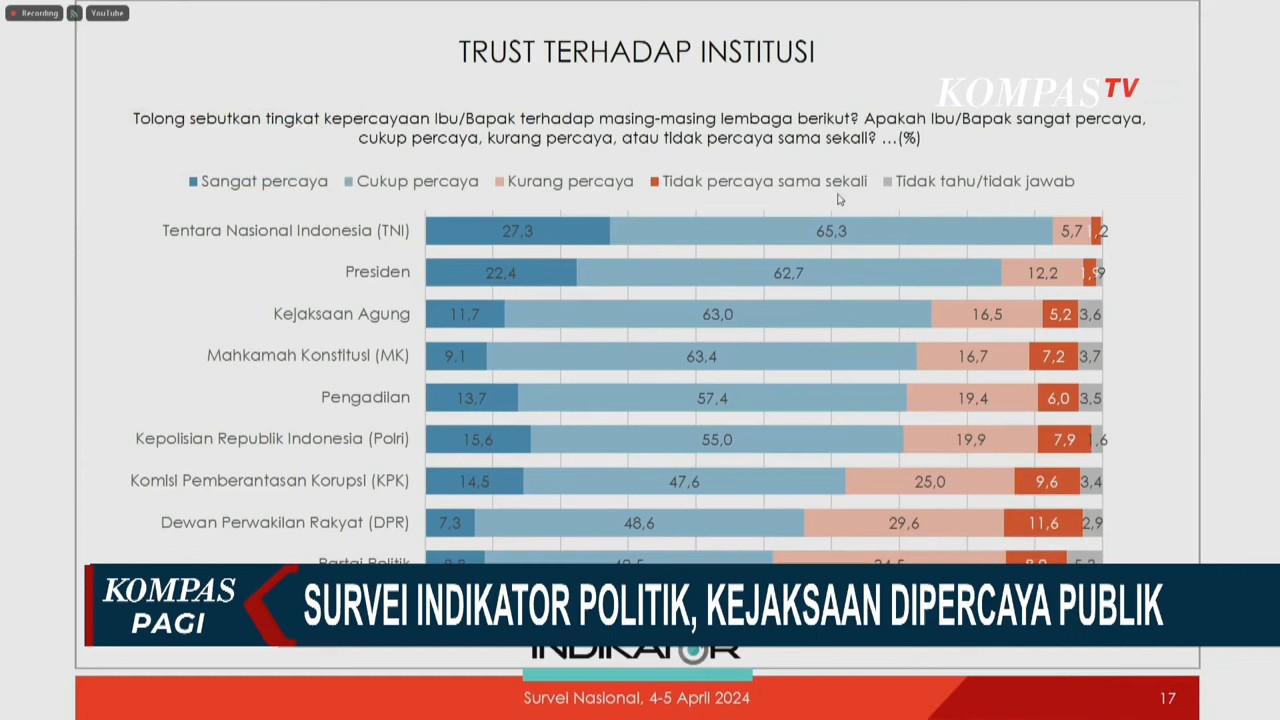 Recording
YouTube
TRUST TERHADAP INSTITUSI
KOMPAS TV
Tolong sebutkan tingkat kepercayaan Ibu/Bapak terhadap masing-masing lembaga berikut? Apakah Ibu/Bapak sangat percaya,
cukup percaya, kurang percaya, atau tidak percaya sama sekali? ...(%)
Sangat percaya Cukup percaya Kurang percaya Tidak percaya sama sekali Tidak tahu/tidak jawab
Tentara Nasional Indonesia (TNI) 27,3 65,3 5,7
Presiden 22,4 62,7 12,2
Kejaksaan Agung 11,7 63,0 16,5 5,2 3,6
Mahkamah Konstitusi (MK) 9,1 63,4 16,7 7,2 3,7
Pengadilan 13,7 57,4 19,4 6,0 3,5
Kepolisian Republik Indonesia (Polri) 15,6 55,0 19,9 7,9 1,6
Komisi Pemberantasan Korupsi (KPK) 14,5 47,6 25,0 9,6 3,4
Dewan Perwakilan Rakyat (DPR) 7,3 48,6 29,6 11,6 2,9
Partai Politik
KOMPAS
PAGI
SURVEI INDIKATOR POLITIK, KEJAKSAAN DIPERCAYA PUBLIK
INDIKATOR
Survei Nasional, 4-5 April 2024
17